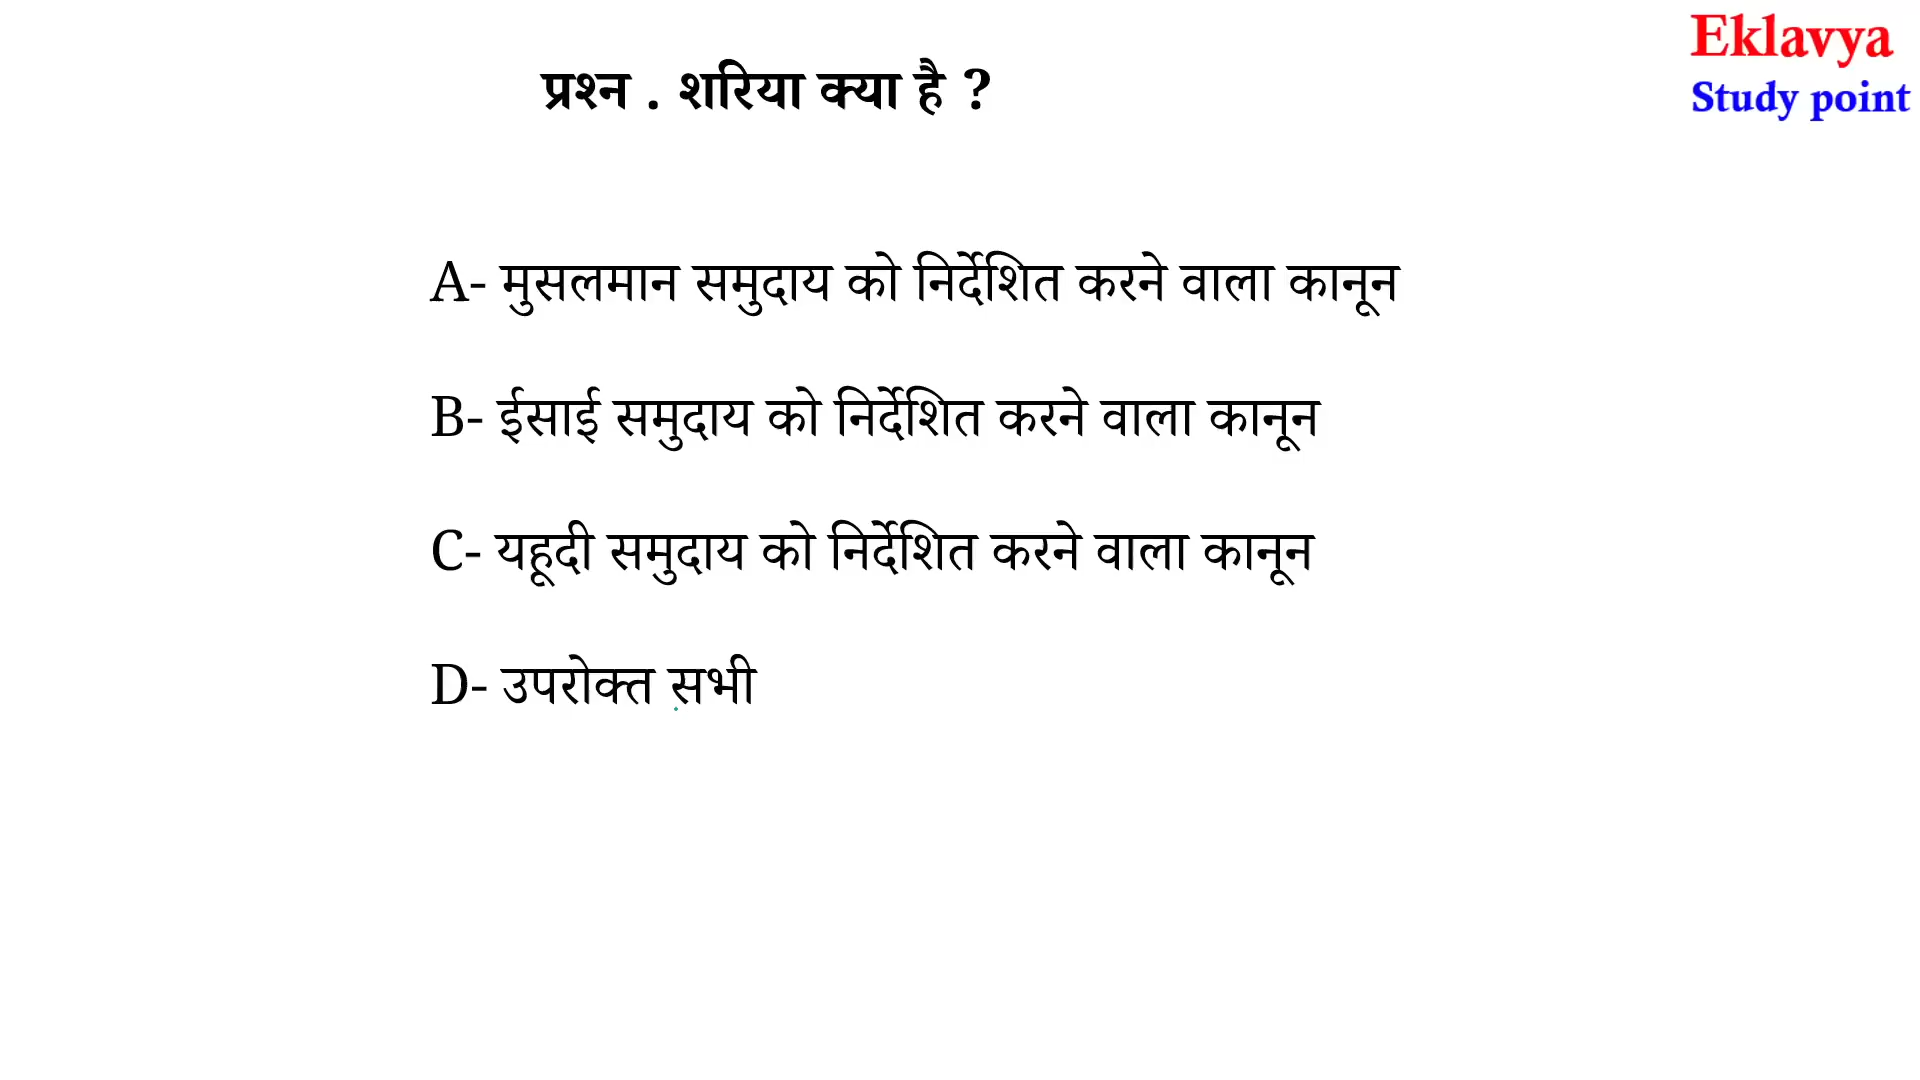 Eklavya
Study point
प्रश्न . शरिया क्या है ?
A- मुसलमान समुदाय को निर्देशित करने वाला कानून
B- ईसाई समुदाय को निर्देशित करने वाला कानून
C- यहूदी समुदाय को निर्देशित करने वाला कानून
D- उपरोक्त सभी